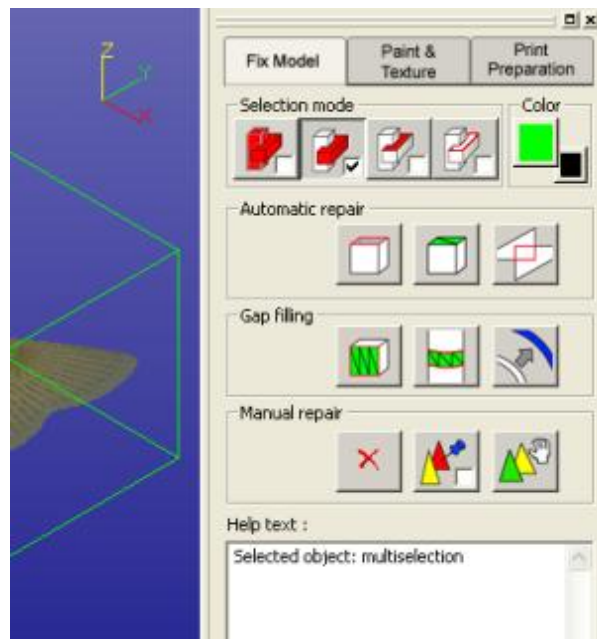 Z
Y
X
Fix Model
Paint &
Texture
Print
Preparation
Selection mode
Color
Automatic repair
Gap filling
Manual repair
Help text :
Selected object: multiselection